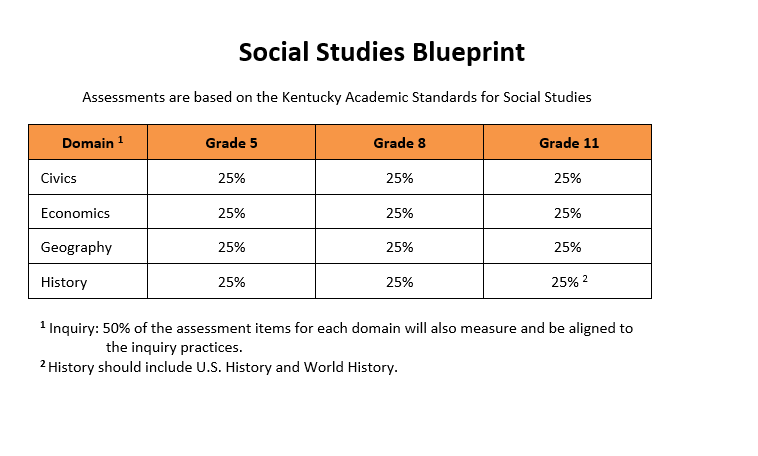 Social Studies Blueprint
Assessments are based on the Kentucky Academic Standards for Social Studies
Domain ¹ Grade 5 Grade 8 Grade 11
Civics 25% 25% 25%
Economics 25% 25% 25%
Geography 25% 25% 25%
History 25% 25% 25% ²
¹ Inquiry: 50% of the assessment items for each domain will also measure and be aligned to
the inquiry practices.
² History should include U.S. History and World History.